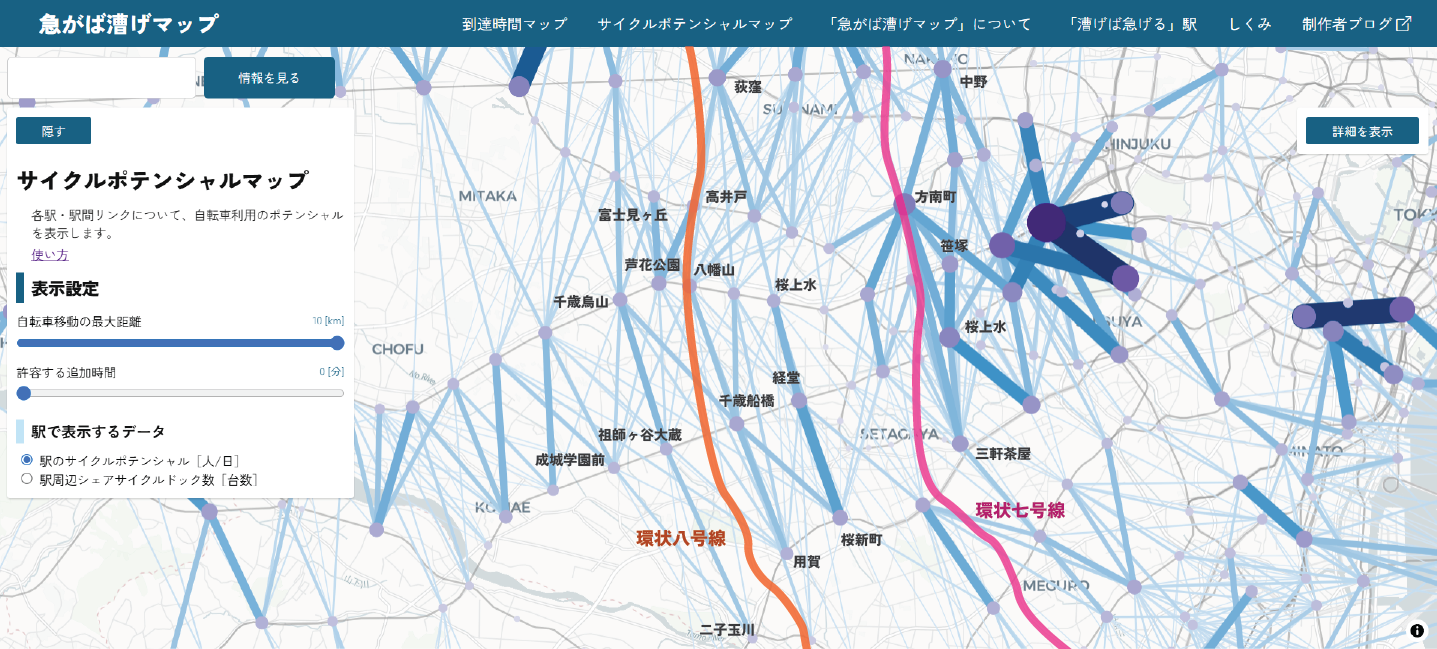 急がば漕げマップ
到達時間マップ
サイクルポテンシャルマップ
「急がば漕げマップ」について
「漕げば急げる」駅
しくみ
制作者ブログ
情報を見る
隠す
サイクルポテンシャルマップ
各駅・駅間リンクについて、自転車利用のポテンシャル
を表示します。
使い方
表示設定
自転車移動の最大距離
10 [km]
許容する追加時間
0 [分]
駅で表示するデータ
駅のサイクルポテンシャル［人/日］
駅周辺シェアサイクルドック数［台数］
詳細を表示
荻窪
中野
MITAKA
高井戸
富士見ヶ丘
方南町
芦花公園
八幡山
笹塚
千歳烏山
桜上水
桜上水
CHOFU
経堂
千歳船橋
祖師ヶ谷大蔵
成城学園前
SETAGAYA
三軒茶屋
環状八号線
環状七号線
桜新町
用賀
MEGURO
二子玉川